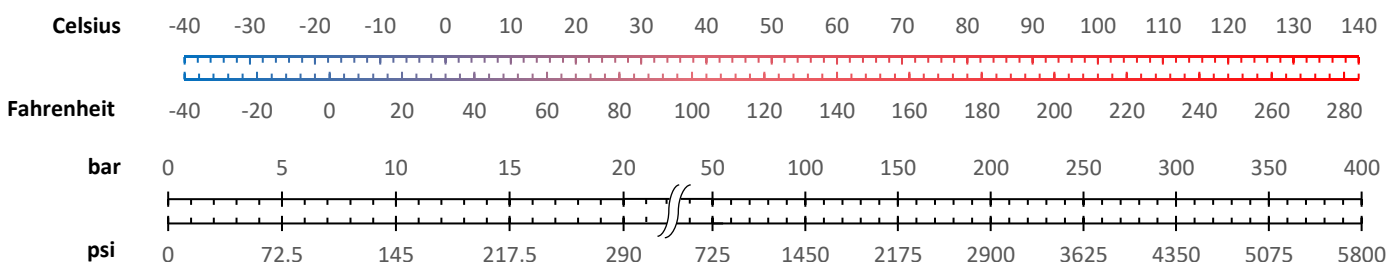 Celsius -40 -30 -20 -10 0 10 20 30 40 50 60 70 80 90 100 110 120 130 140
Fahrenheit -40 -20 0 20 40 60 80 100 120 140 160 180 200 220 240 260 280
bar 0 5 10 15 20 50 100 150 200 250 300 350 400
psi 0 72.5 145 217.5 290 725 1450 2175 2900 3625 4350 5075 5800